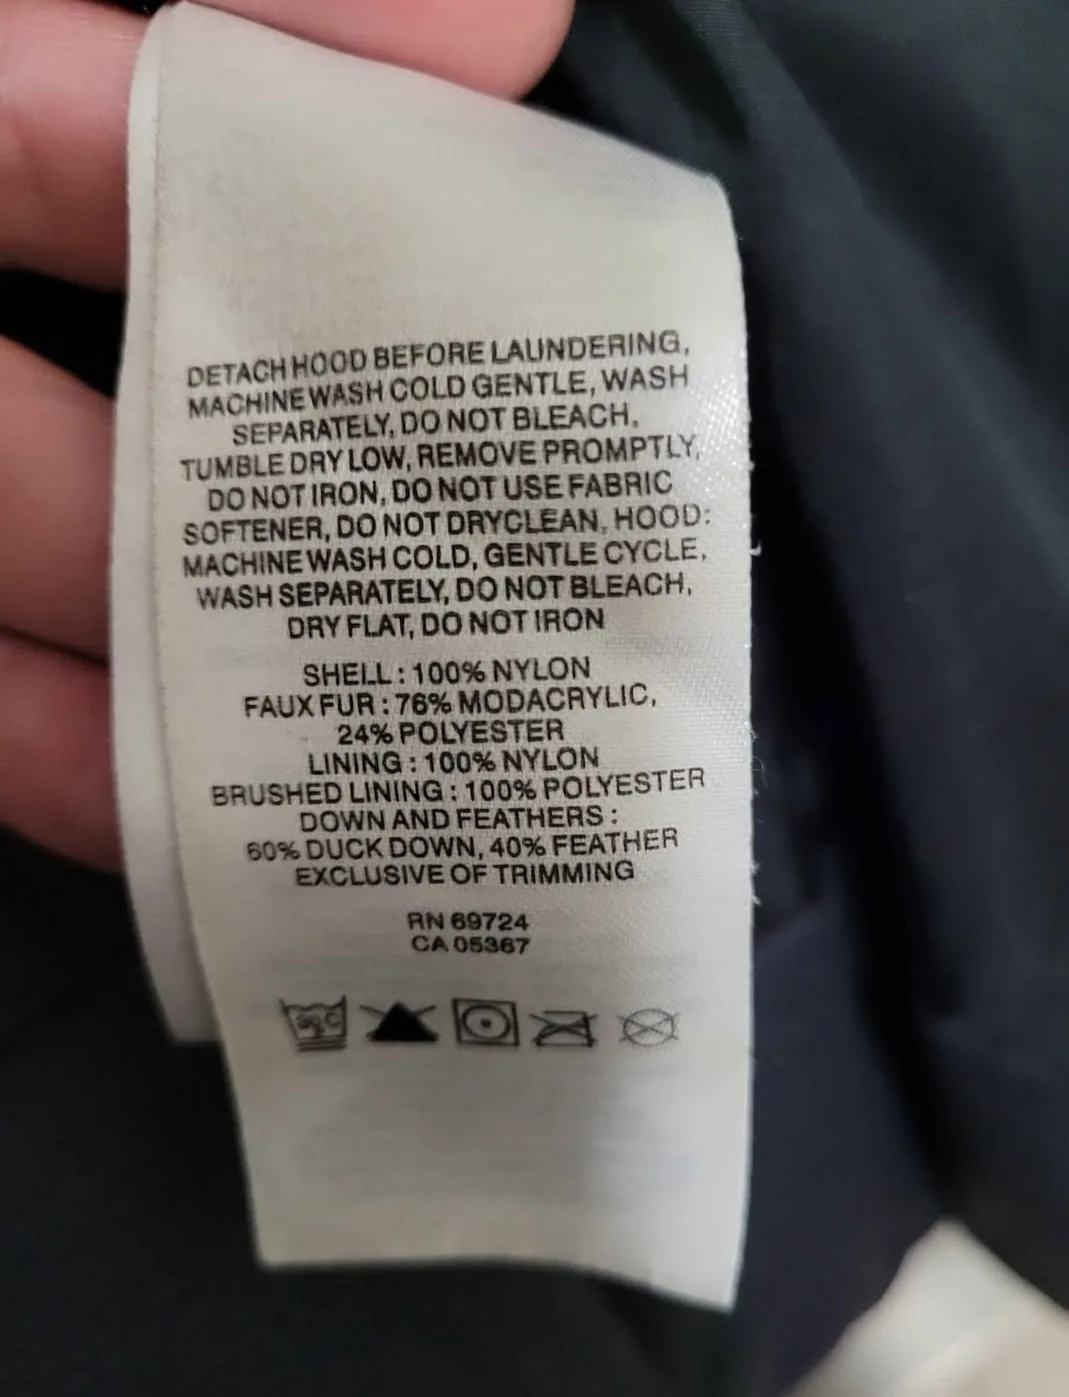 DETACH HOOD BEFORE LAUNDERING,
MACHINE WASH COLD GENTLE, WASH
SEPARATELY, DO NOT BLEACH,
TUMBLE DRY LOW, REMOVE PROMPTLY,
DO NOT IRON, DO NOT USE FABRIC
SOFTENER, DO NOT DRYCLEAN, HOOD:
MACHINE WASH COLD, GENTLE CYCLE,
WASH SEPARATELY, DO NOT BLEACH,
DRY FLAT, DO NOT IRON
SHELL : 100% NYLON
FAUX FUR : 76% MODACRYLIC,
24% POLYESTER
LINING : 100% NYLON
BRUSHED LINING : 100% POLYESTER
DOWN AND FEATHERS :
60% DUCK DOWN, 40% FEATHER
EXCLUSIVE OF TRIMMING
RN 69724
CA 05367